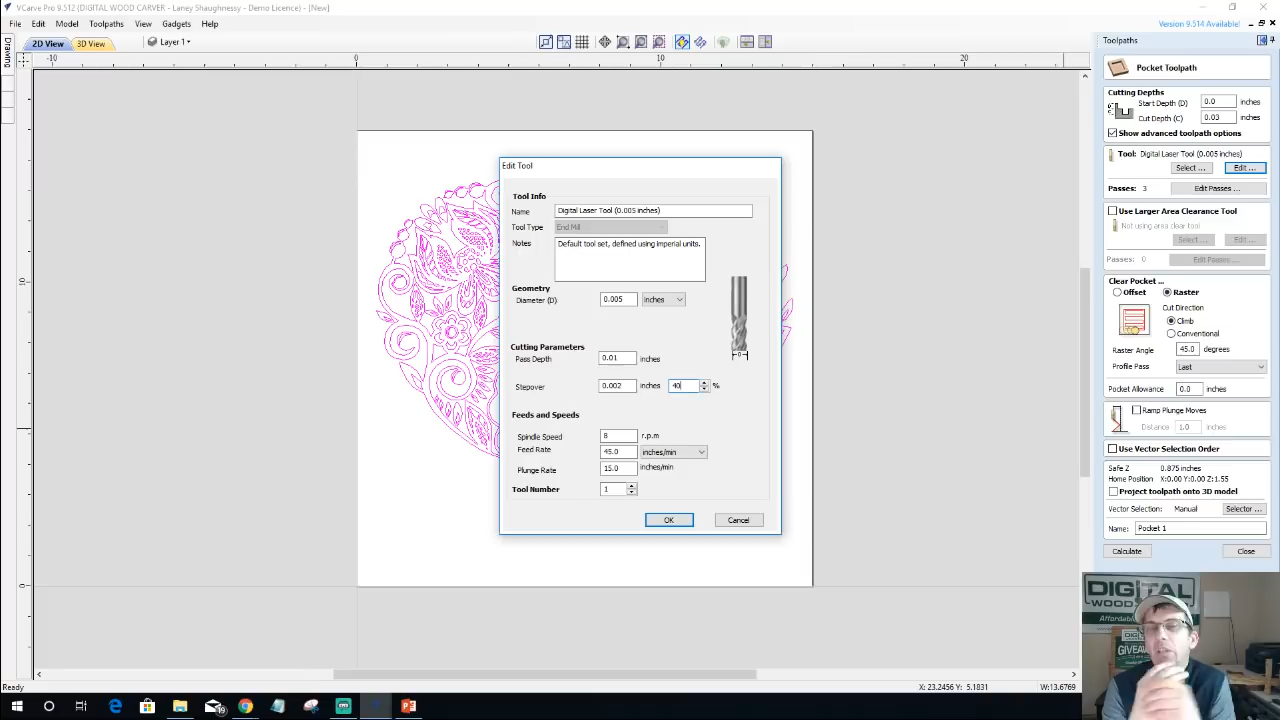 VCarve Pro 9.512 (DIGITAL WOOD CARVER) - Laney Shaughnessy - Demo Licence) - [New]
File Edit Model Toolpaths View Gadgets Help
Version 9.514 Available!
2D View 3D View Layer 1
Toolpaths
Drawing
-10 0 10 20
10
0
Pocket Toolpath
Cutting Depths
Start Depth (D) 0.0 inches
Cut Depth (C) 0.03 inches
Show advanced toolpath options
Tool: Digital Laser Tool (0.005 inches)
Select ... Edit ...
Passes: 3 Edit Passes ...
Use Larger Area Clearance Tool
Not using area clear tool
Select ... Edit ...
Passes: 0 Edit Passes ...
Clear Pocket ...
Offset Raster
Cut Direction
Climb
Conventional
Raster Angle 45.0 degrees
Profile Pass Last
Pocket Allowance 0.0 inches
Ramp Plunge Moves
Distance 1.0 inches
Use Vector Selection Order
Safe Z 0.875 inches
Home Position X:0.00 Y:0.00 Z:1.55
Project toolpath onto 3D model
Vector Selection: Manual Selector ...
Name: Pocket 1
Calculate Close
Edit Tool
Tool Info
Name Digital Laser Tool (0.005 inches)
Tool Type End Mill
Notes Default tool set, defined using imperial units.
Geometry
Diameter (D) 0.005 inches
Cutting Parameters
Pass Depth 0.01 inches
Stepover 0.002 inches 40 %
Feeds and Speeds
Spindle Speed 8 r.p.m
Feed Rate 45.0 inches/min
Plunge Rate 15.0 inches/min
Tool Number 1
OK Cancel
Ready
X: 23.2456 Y: 5.1831 W:13.6769
DIGITAL
WOOD
Affordabl
GIVEAW